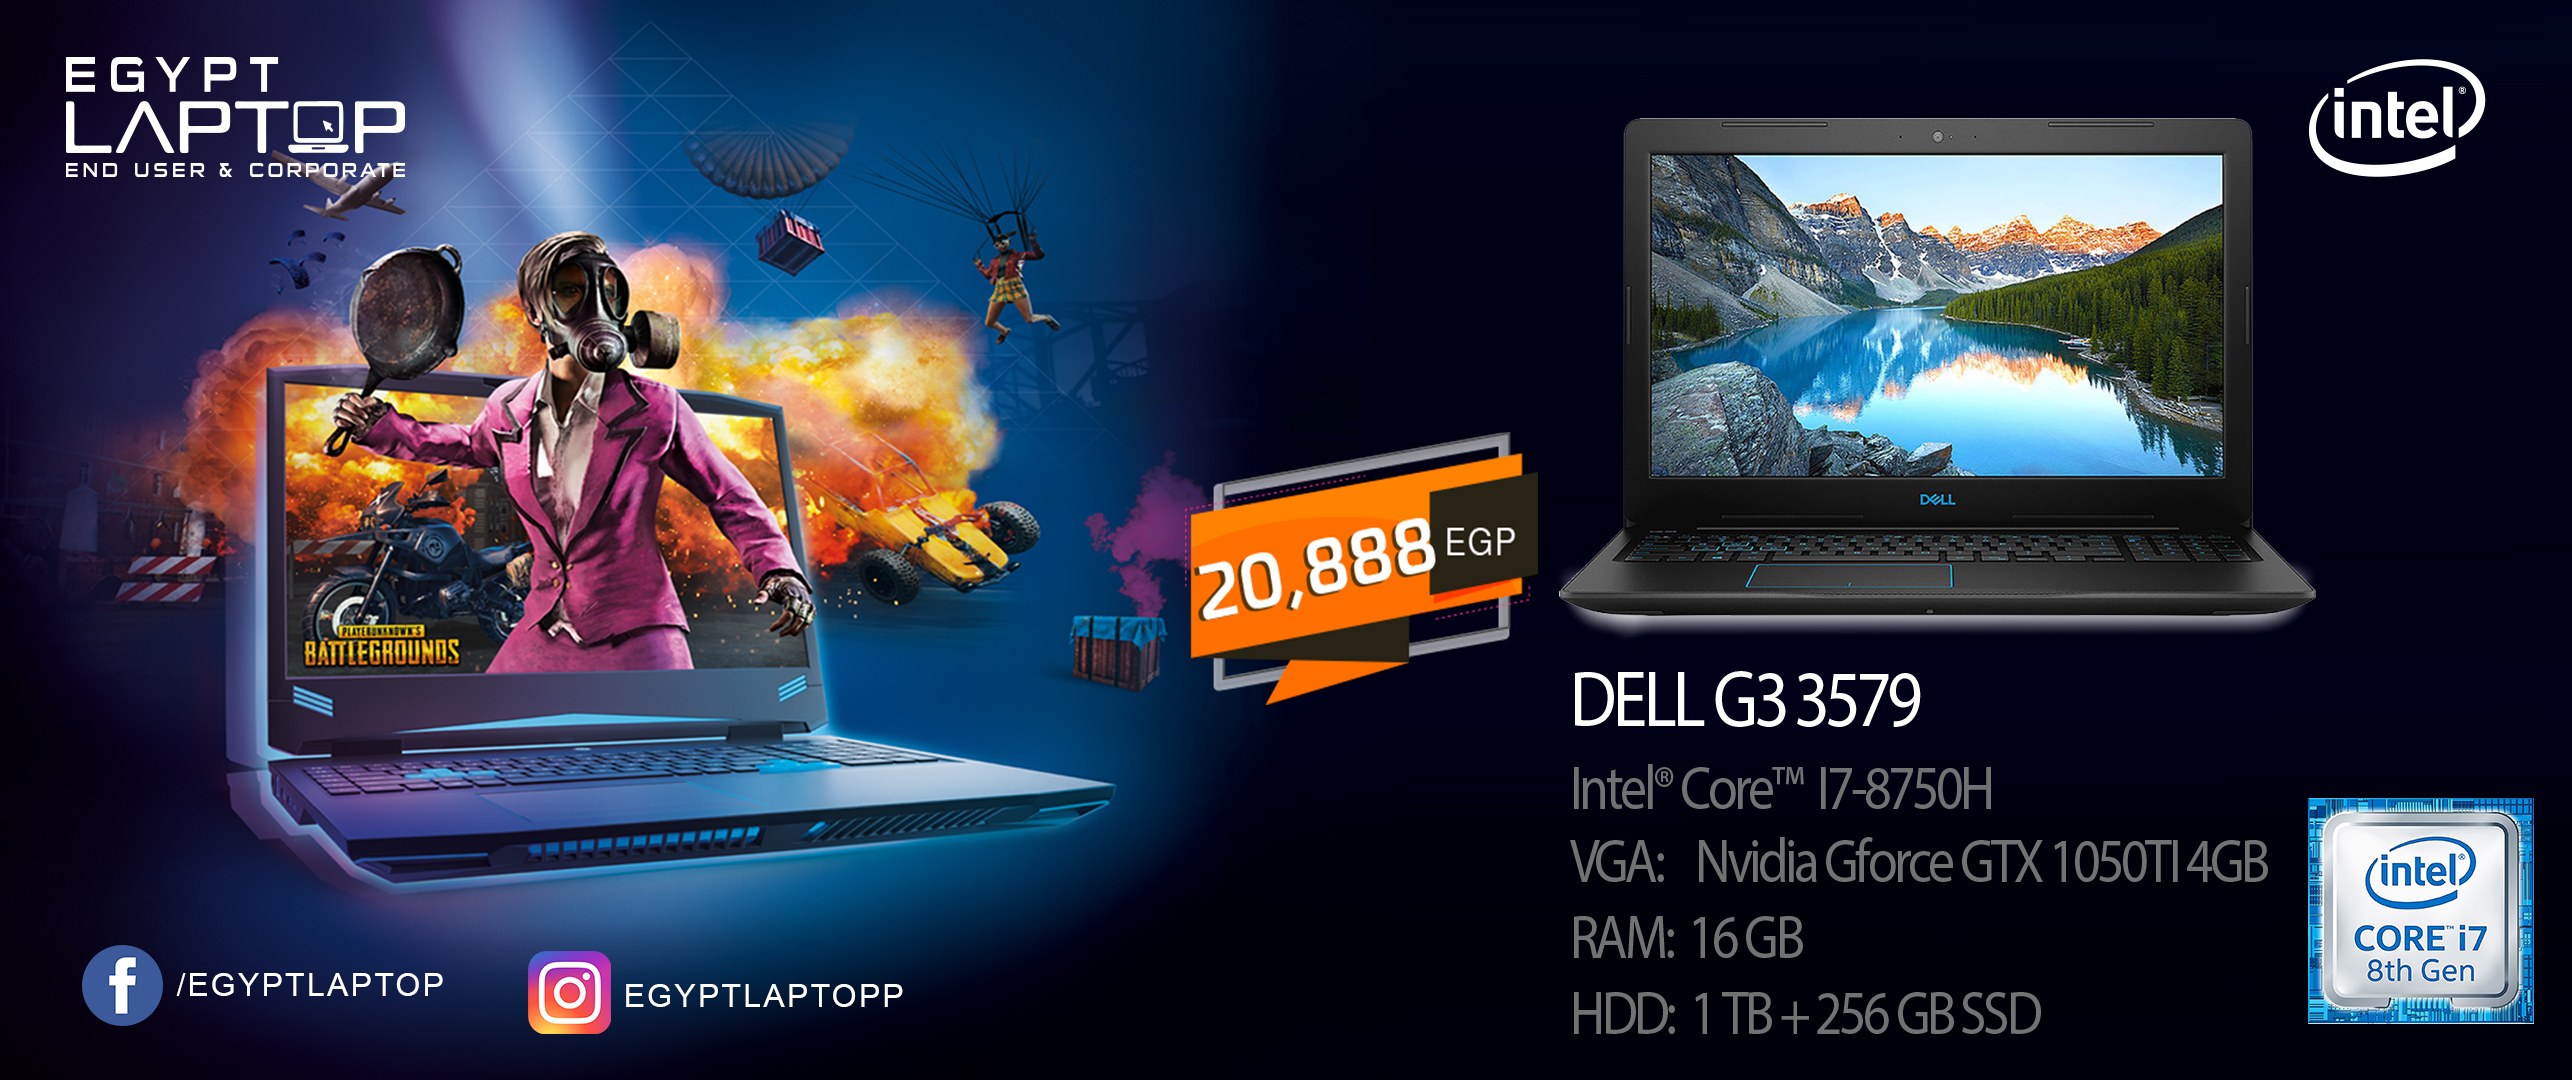 EGYPT
LAPTOP
END USER & CORPORATE
intel®
DELL
PLAYERUNKNOWN'S
BATTLEGROUNDS
20,888 EGP
DELL G3 3579
Intel® Core™ I7-8750H
VGA: Nvidia Gforce GTX 1050TI 4GB
RAM: 16 GB
HDD: 1 TB + 256 GB SSD
intel®
CORE™ i7
8th Gen
/EGYPTLAPTOP
EGYPTLAPTOPP